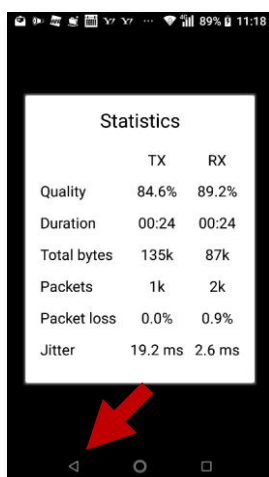 89% 11:18
Statistics
TX RX
Quality 84.6% 89.2%
Duration 00:24 00:24
Total bytes 135k 87k
Packets 1k 2k
Packet loss 0.0% 0.9%
Jitter 19.2 ms 2.6 ms